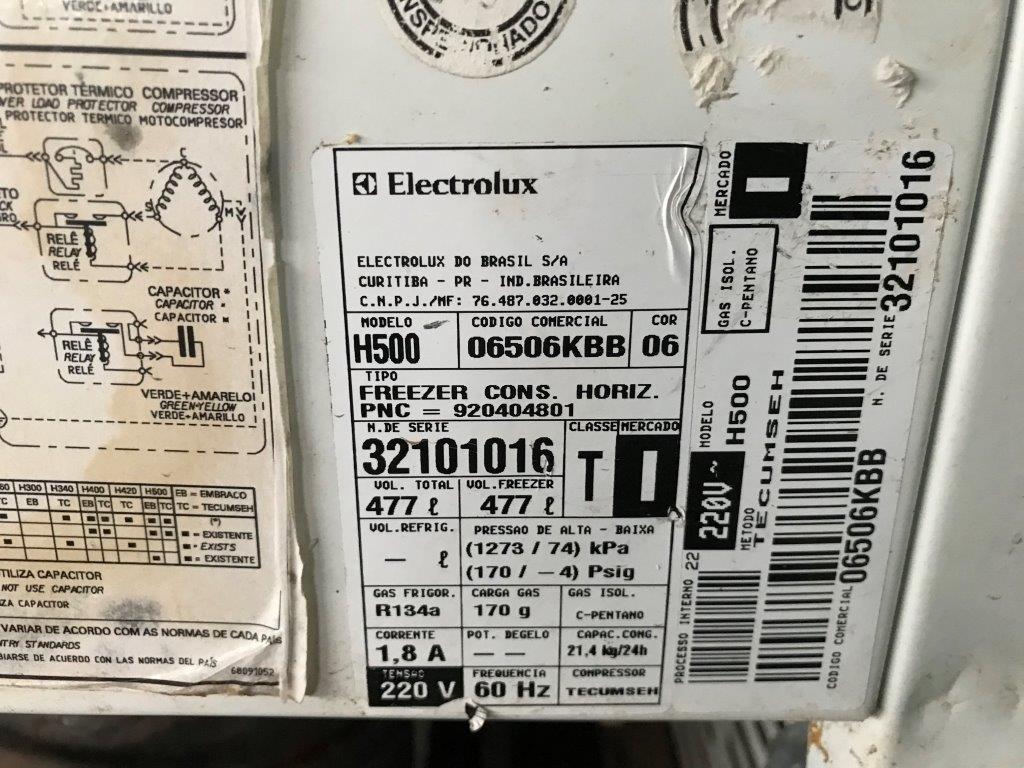 VERDE+AMARILLO
PROTETOR TÉRMICO COMPRESSOR
OVER LOAD PROTECTOR COMPRESSOR
PROTECTOR TERMICO MOTOCOMPRESOR
C
S
M
RELÊ
RELAY
RELÉ
CAPACITOR *
CAPACITOR
CAPACITOR
RELÊ
RELAY
RELÉ
VERDE+AMARELO
GREEN+YELLOW
VERDE+AMARILLO
H300 H340 H400 H420 H500 EB = EMBRACO
TC EB TC EB TC TC EB TC TC = TECUMSEH
(*)
= EXISTENTE
= EXISTS
= EXISTENTE
UTILIZA CAPACITOR
NOT USE CAPACITOR
CAPACITOR
VARIAR DE ACORDO COM AS NORMAS DE CADA PAÍS
STANDARDS
DE ACUERDO CON LAS NORMAS DEL PAÍS
68091052
Electrolux
ELECTROLUX DO BRASIL S/A
CURITIBA - PR - IND.BRASILEIRA
C.N.P.J./MF: 76.487.032.0001-25
MODELO CODIGO COMERCIAL COR
H500 06506KBB 06
TIPO
FREEZER CONS. HORIZ.
PNC = 920404801
N.DE SERIE CLASSE MERCADO
32101016 T I
VOL. TOTAL VOL.FREEZER
477 ℓ 477 ℓ
VOL.REFRIG. PRESSAO DE ALTA - BAIXA
— ℓ (1273 / 74) kPa
(170 / —4) Psig
GAS FRIGOR. CARGA GAS GAS ISOL.
R134a 170 g C-PENTANO
CORRENTE POT. DEGELO CAPAC.CONG.
1,8 A —— 21,4 kg/24h
TENSAO FREQUENCIA COMPRESSOR
220 V 60 Hz TECUMSEH
MERCADO
I
GAS ISOL.
C-PENTANO
MODELO
H500
220V~
METODO
TECUMSEH
PROCESSO INTERNO 22
N. DE SERIE 32101016
CODIGO COMERCIAL 06506KBB